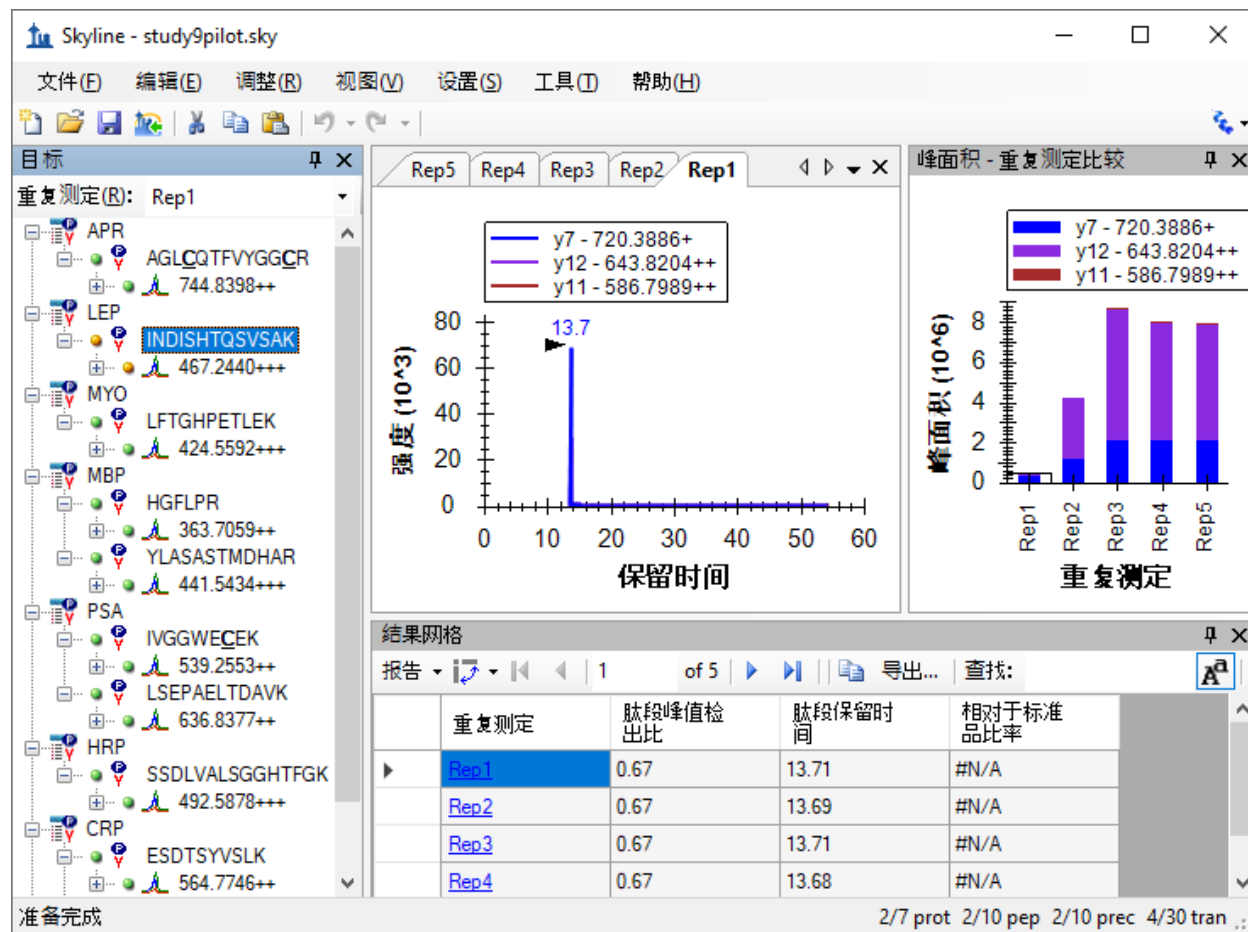 Skyline - study9pilot.sky
文件(F) 编辑(E) 调整(R) 视图(V) 设置(S) 工具(T) 帮助(H)
目标
重复测定(R): Rep1
APR
AGLCQTFVYGGCR
744.8398++
LEP
INDISHTQSVSAK
467.2440+++
MYO
LFTGHPETLEK
424.5592+++
MBP
HGFLPR
363.7059++
YLASASTMDHAR
441.5434+++
PSA
IVGGWECEK
539.2553++
LSEPAELTDAVK
636.8377++
HRP
SSDLVALSGGHTFGK
492.5878+++
CRP
ESDTSYVSLK
564.7746++
Rep5 Rep4 Rep3 Rep2 Rep1
y7 - 720.3886+
y12 - 643.8204++
y11 - 586.7989++
13.7
80
60
40
20
0
强度 (10^3)
0 10 20 30 40 50 60
保留时间
峰面积 - 重复测定比较
y7 - 720.3886+
y12 - 643.8204++
y11 - 586.7989++
8
6
4
2
0
峰面积 (10^6)
Rep1 Rep2 Rep3 Rep4 Rep5
重复测定
结果网格
报告 1 of 5 导出... 查找: Aa
重复测定 肽段峰值检出比 肽段保留时间 相对于标准品比率
Rep1 0.67 13.71 #N/A
Rep2 0.67 13.69 #N/A
Rep3 0.67 13.71 #N/A
Rep4 0.67 13.68 #N/A
准备完成 2/7 prot 2/10 pep 2/10 prec 4/30 tran